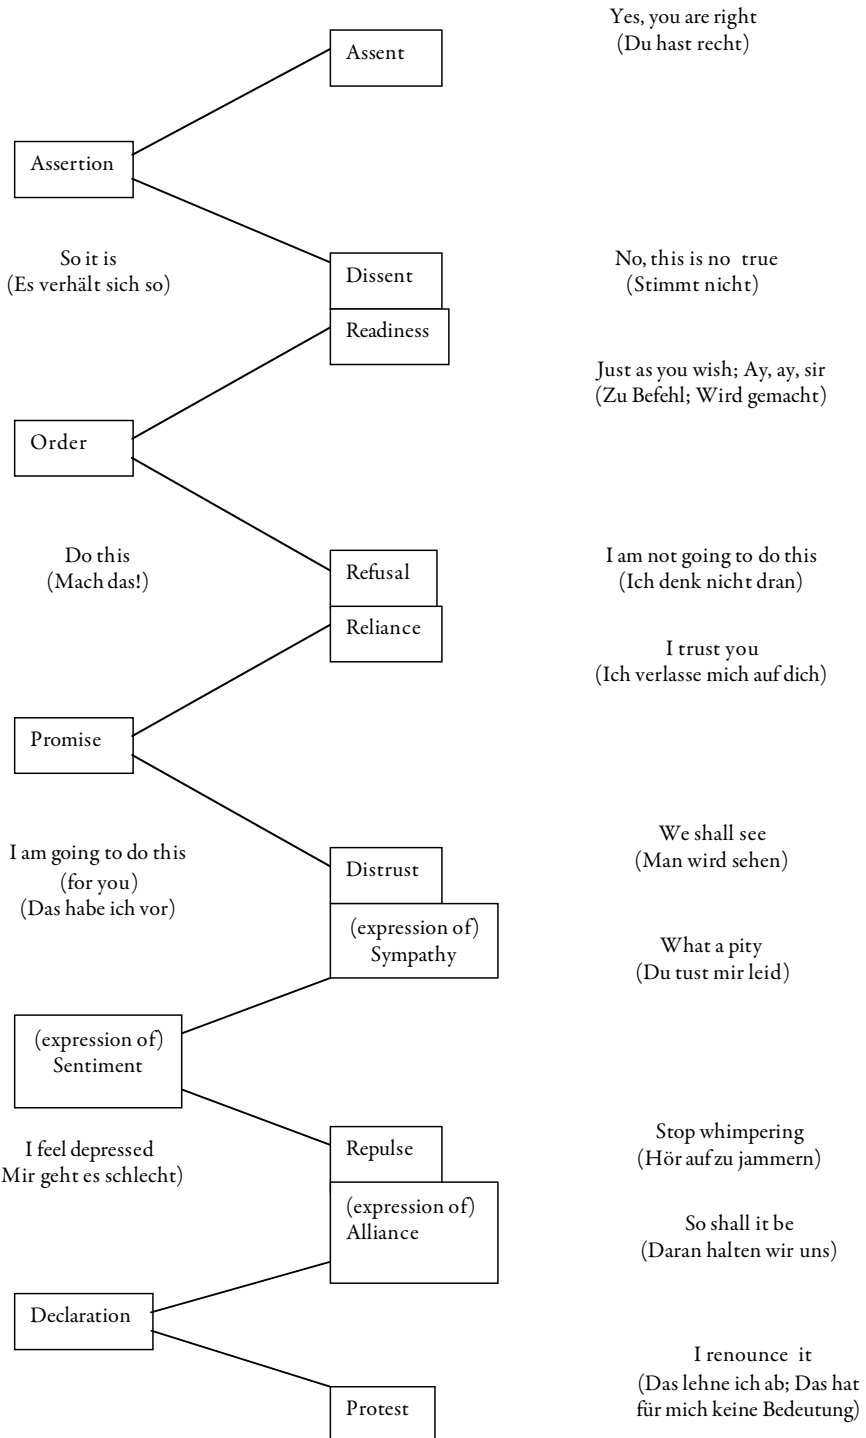 Yes, you are right
(Du hast recht)
Assent
Assertion
So it is
(Es verhält sich so)
Dissent
No, this is no true
(Stimmt nicht)
Readiness
Just as you wish; Ay, ay, sir
(Zu Befehl; Wird gemacht)
Order
Do this
(Mach das!)
Refusal
I am not going to do this
(Ich denk nicht dran)
Reliance
I trust you
(Ich verlasse mich auf dich)
Promise
I am going to do this
(for you)
(Das habe ich vor)
Distrust
We shall see
(Man wird sehen)
(expression of)
Sympathy
What a pity
(Du tust mir leid)
(expression of)
Sentiment
I feel depressed
Mir geht es schlecht)
Repulse
Stop whimpering
(Hör auf zu jammern)
(expression of)
Alliance
So shall it be
(Daran halten wir uns)
Declaration
Protest
I renounce it
(Das lehne ich ab; Das hat
für mich keine Bedeutung)